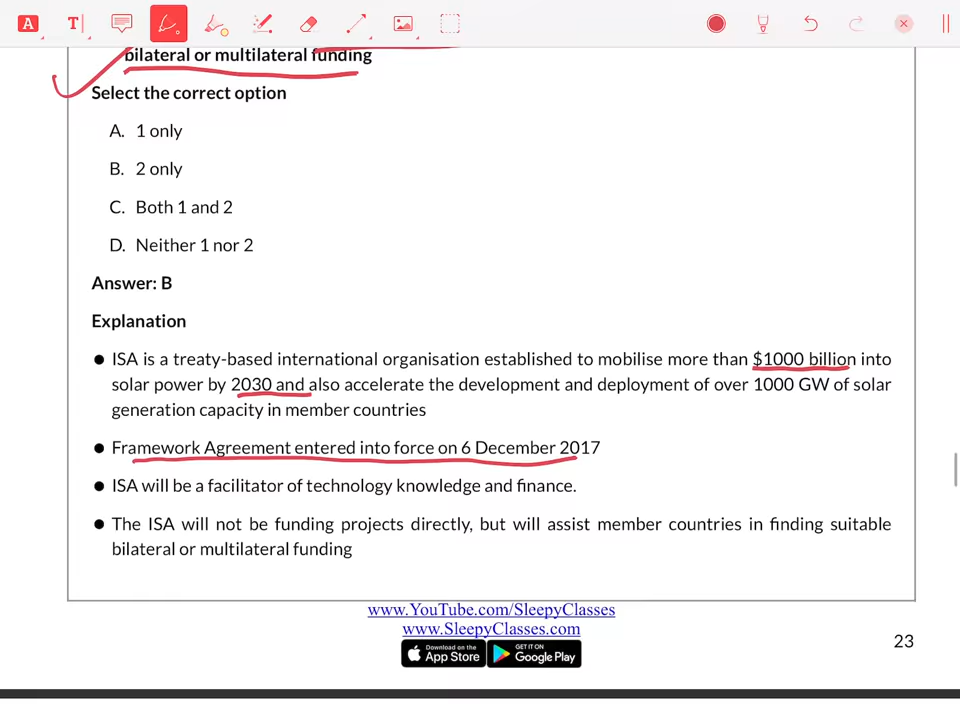 A T
bilateral or multilateral funding
Select the correct option
A. 1 only
B. 2 only
C. Both 1 and 2
D. Neither 1 nor 2
Answer: B
Explanation
● ISA is a treaty-based international organisation established to mobilise more than $1000 billion into
solar power by 2030 and also accelerate the development and deployment of over 1000 GW of solar
generation capacity in member countries
● Framework Agreement entered into force on 6 December 2017
● ISA will be a facilitator of technology knowledge and finance.
● The ISA will not be funding projects directly, but will assist member countries in finding suitable
bilateral or multilateral funding
www.YouTube.com/SleepyClasses
www.SleepyClasses.com
Download on the App Store GET IT ON Google Play
23